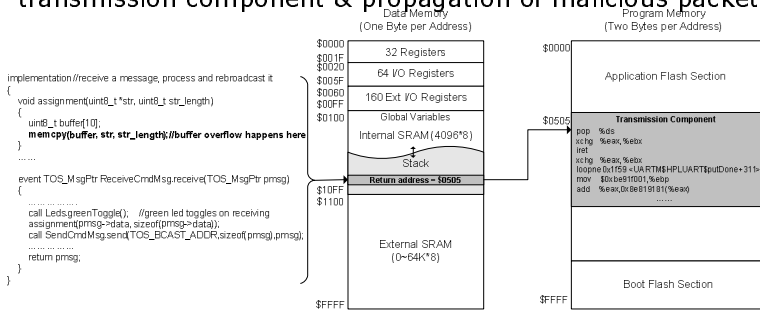 transmission component & propagation of malicious packet
Data Memory
(One Byte per Address)
Program Memory
(Two Bytes per Address)
implementation//receive a message, process and rebroadcast it
{
void assignment(uint8_t *str, uint8_t str_length)
{
uint8_t buffer[10];
memcpy(buffer, str, str_length);//buffer overflow happens here
}
……
event TOS_MsgPtr ReceiveCmdMsg.receive(TOS_MsgPtr pmsg)
{
……………
call Leds.greenToggle(); //green led toggles on receiving
assignment(pmsg->data, sizeof(pmsg->data));
call SendCmdMsg.send(TOS_BCAST_ADDR,sizeof(pmsg),pmsg);
……………
return pmsg;
}
}
$0000
32 Registers
$001F
$0020
64 I/O Registers
$005F
$0060
160 Ext I/O Registers
$00FF
$0100
Global Variables
Internal SRAM (4096*8)
Stack
Return address = $0505
$10FF
$1100
External SRAM
(0~64K*8)
$FFFF
$0000
Application Flash Section
$0505
Transmission Component
pop %ds
xchg %eax, %ebx
iret
xchg %eax, %ebx
loopne 0x1f59 <UARTM$HPLUART$putDone+311>
mov $0xbe91f001,%ebp
add %eax,0x8e819181(%eax)
……
Boot Flash Section
$FFFF